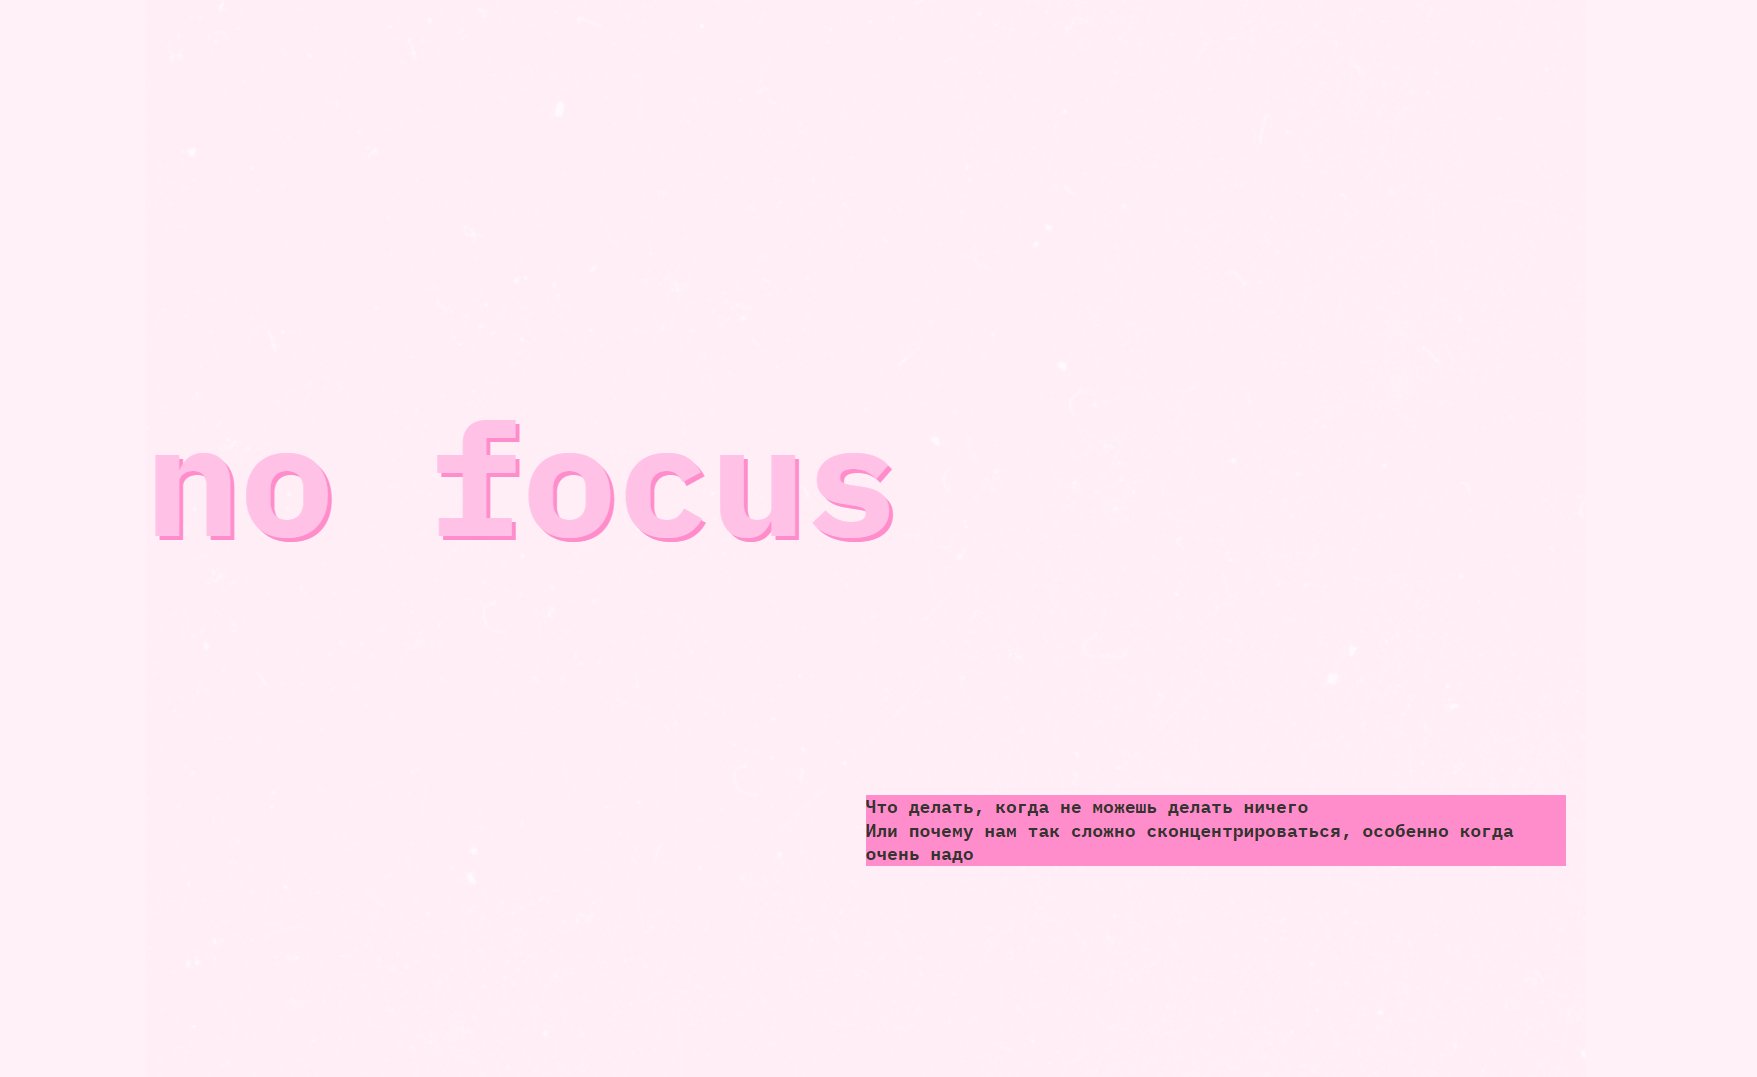 no focus
Что делать, когда не можешь делать ничего
Или почему нам так сложно сконцентрироваться, особенно когда
очень надо